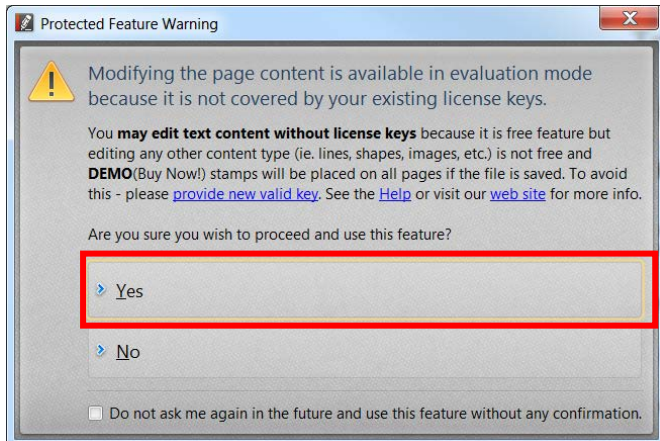 Protected Feature Warning
X
Modifying the page content is available in evaluation mode
because it is not covered by your existing license keys.
You may edit text content without license keys because it is free feature but
editing any other content type (ie. lines, shapes, images, etc.) is not free and
DEMO(Buy Now!) stamps will be placed on all pages if the file is saved. To avoid
this - please provide new valid key. See the Help or visit our web site for more info.
Are you sure you wish to proceed and use this feature?
Yes
No
Do not ask me again in the future and use this feature without any confirmation.